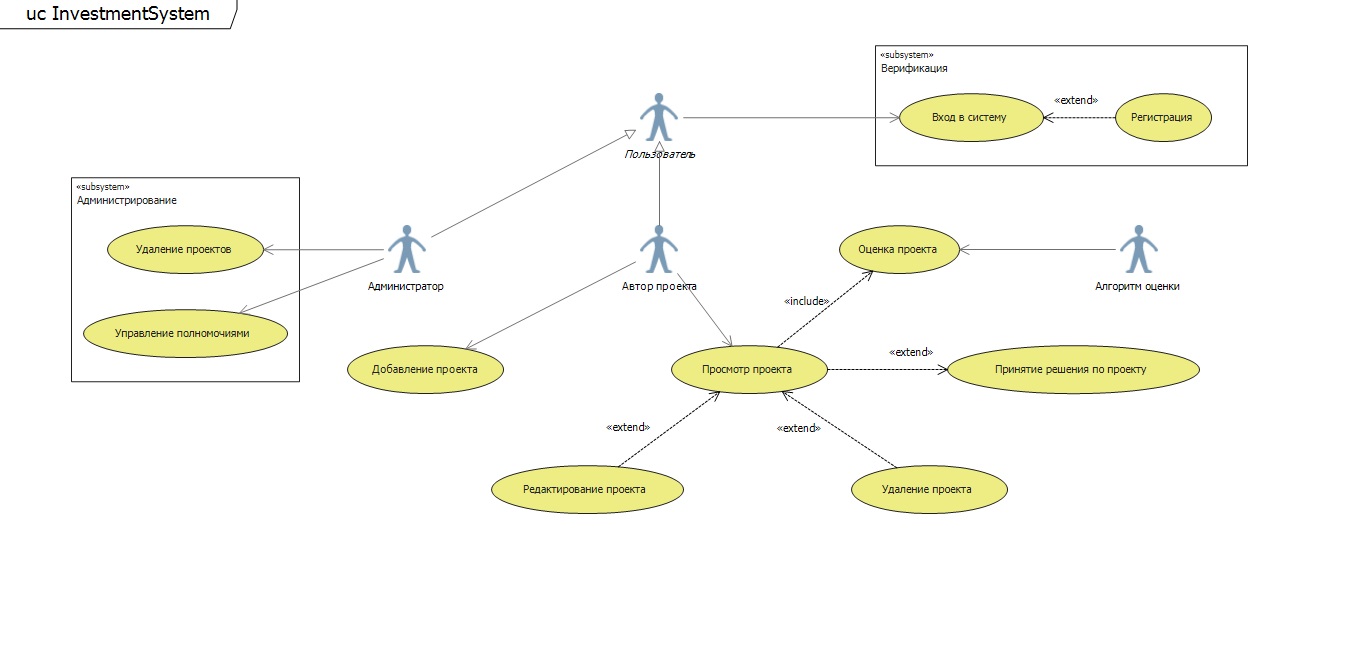 uc InvestmentSystem
«subsystem»
Верификация
Вход в систему
«extend»
Регистрация
Пользователь
«subsystem»
Администрирование
Удаление проектов
Управление полномочиями
Администратор
Автор проекта
Оценка проекта
Алгоритм оценки
«include»
Добавление проекта
Просмотр проекта
«extend»
Принятие решения по проекту
«extend»
«extend»
Редактирование проекта
Удаление проекта